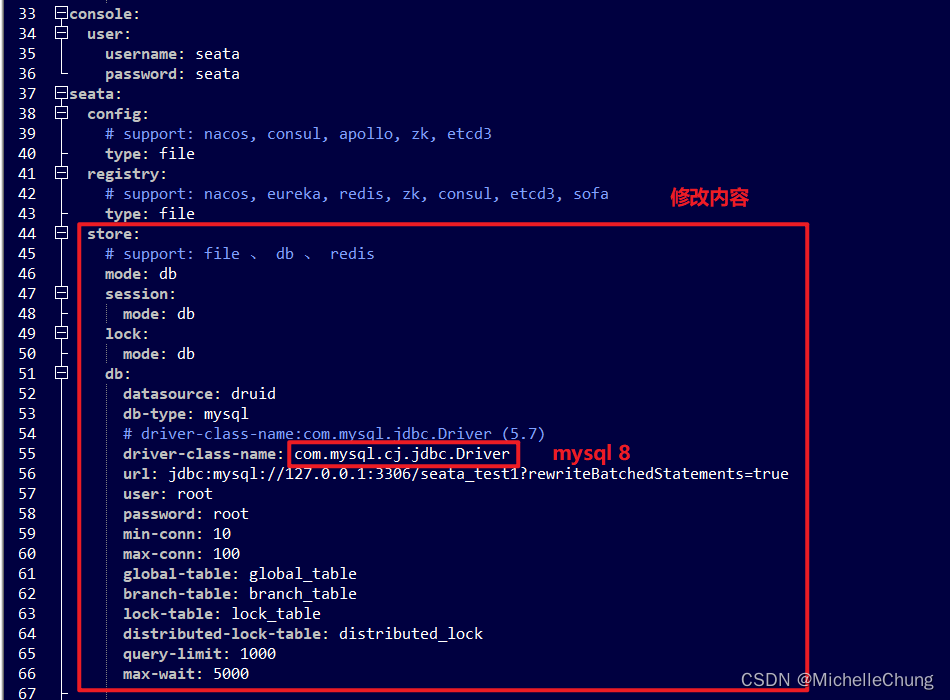 33 console:
34 user:
35 username: seata
36 password: seata
37 seata:
38 config:
39 # support: nacos, consul, apollo, zk, etcd3
40 type: file
41 registry:
42 # support: nacos, eureka, redis, zk, consul, etcd3, sofa 修改内容
43 type: file
44 store:
45 # support: file 、 db 、 redis
46 mode: db
47 session:
48 mode: db
49 lock:
50 mode: db
51 db:
52 datasource: druid
53 db-type: mysql
54 # driver-class-name:com.mysql.jdbc.Driver (5.7)
55 driver-class-name: com.mysql.cj.jdbc.Driver mysql 8
56 url: jdbc:mysql://127.0.0.1:3306/seata_test1?rewriteBatchedStatements=true
57 user: root
58 password: root
59 min-conn: 10
60 max-conn: 100
61 global-table: global_table
62 branch-table: branch_table
63 lock-table: lock_table
64 distributed-lock-table: distributed_lock
65 query-limit: 1000
66 max-wait: 5000
67
CSDN @MichelleChung